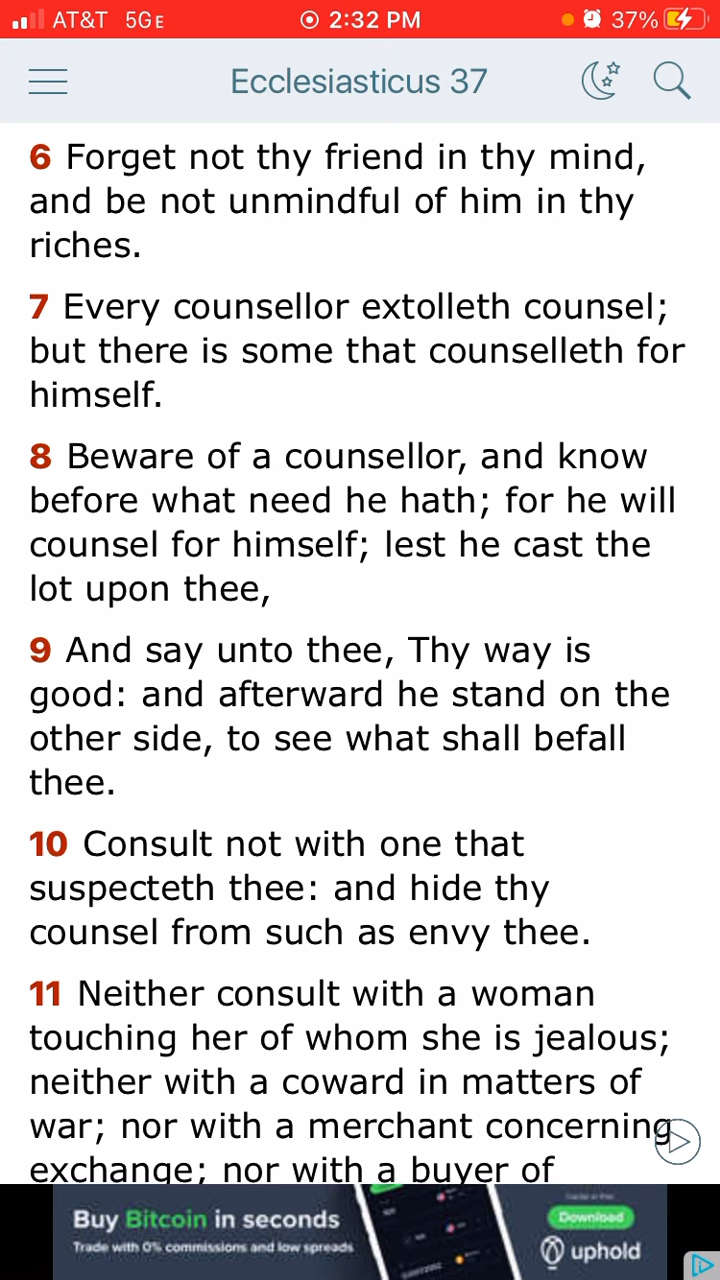 AT&T 5GE 2:32 PM 37%
Ecclesiasticus 37
6 Forget not thy friend in thy mind,
and be not unmindful of him in thy
riches.
7 Every counsellor extolleth counsel;
but there is some that counselleth for
himself.
8 Beware of a counsellor, and know
before what need he hath; for he will
counsel for himself; lest he cast the
lot upon thee,
9 And say unto thee, Thy way is
good: and afterward he stand on the
other side, to see what shall befall
thee.
10 Consult not with one that
suspecteth thee: and hide thy
counsel from such as envy thee.
11 Neither consult with a woman
touching her of whom she is jealous;
neither with a coward in matters of
war; nor with a merchant concerning
exchange; nor with a buyer of
Buy Bitcoin in seconds
Trade with 0% commissions and low spreads
Download
uphold